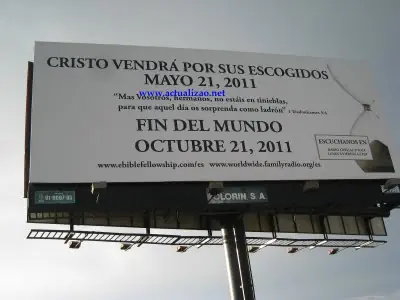 CRISTO VENDRÁ POR SUS ESCOGIDOS
MAYO 21, 2011
www.actualizao.net
"Mas vosotros, hermanos, no estáis en tinieblas,
para que aquel día os sorprenda como ladrón"
FIN DEL MUNDO
OCTUBRE 21, 2011
ESCUCHANOS EN
www.ebiblefellowship.com/es www.worldwide.familyradio.org/es
OLORIN S.A.